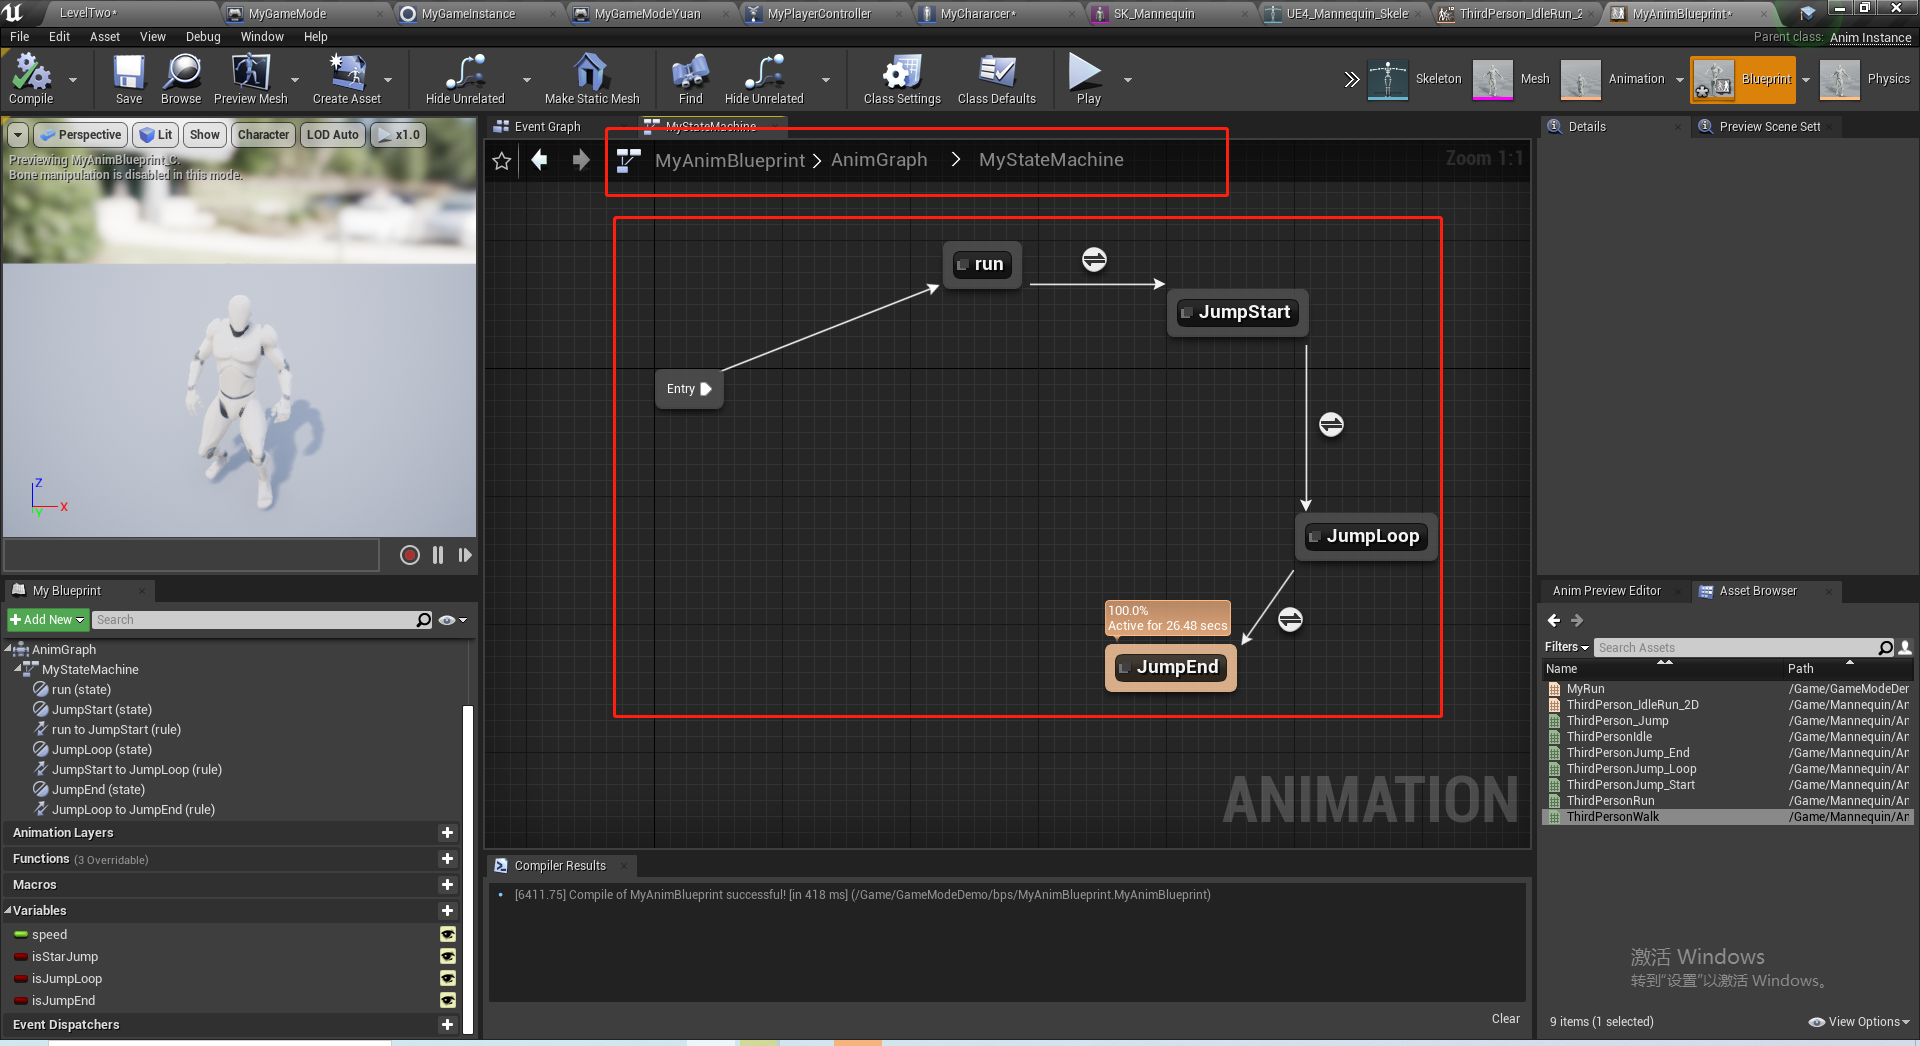 LevelTwo*
MyGameMode
MyGameInstance
MyGameModeYuan
MyPlayerController
MyChararcer*
SK_Mannequin
UE4_Mannequin_Skele
ThirdPerson_IdleRun_2
MyAnimBlueprint*
File Edit Asset View Debug Window Help
Parent class: Anim Instance
Compile
Save
Browse
Preview Mesh
Create Asset
Hide Unrelated
Make Static Mesh
Find
Hide Unrelated
Class Settings
Class Defaults
Play
Skeleton
Mesh
Animation
Blueprint
Physics
Perspective
Lit
Show
Character
LOD Auto
x1.0
Previewing MyAnimBlueprint_C.
Bone manipulation is disabled in this mode.
Z
X
Y
Event Graph
MyStateMachine
MyAnimBlueprint > AnimGraph > MyStateMachine
Zoom 1:1
run
JumpStart
Entry
JumpLoop
100.0%
Active for 26.48 secs
JumpEnd
ANIMATION
My Blueprint
Add New
Search
AnimGraph
MyStateMachine
run (state)
JumpStart (state)
run to JumpStart (rule)
JumpLoop (state)
JumpStart to JumpLoop (rule)
JumpEnd (state)
JumpLoop to JumpEnd (rule)
Animation Layers
Functions (3 Overridable)
Macros
Variables
speed
isStarJump
isJumpLoop
isJumpEnd
Event Dispatchers
Compiler Results
[6411.75] Compile of MyAnimBlueprint successful! [in 418 ms] (/Game/GameModeDemo/bps/MyAnimBlueprint.MyAnimBlueprint)
Clear
Details
Preview Scene Sett
Anim Preview Editor
Asset Browser
Filters
Search Assets
Name Path
MyRun /Game/GameModeDer
ThirdPerson_IdleRun_2D /Game/Mannequin/Ar
ThirdPerson_Jump /Game/Mannequin/Ar
ThirdPersonIdle /Game/Mannequin/Ar
ThirdPersonJump_End /Game/Mannequin/Ar
ThirdPersonJump_Loop /Game/Mannequin/Ar
ThirdPersonJump_Start /Game/Mannequin/Ar
ThirdPersonRun /Game/Mannequin/Ar
ThirdPersonWalk /Game/Mannequin/Ar
激活 Windows
转到“设置”以激活 Windows。
9 items (1 selected)
View Options